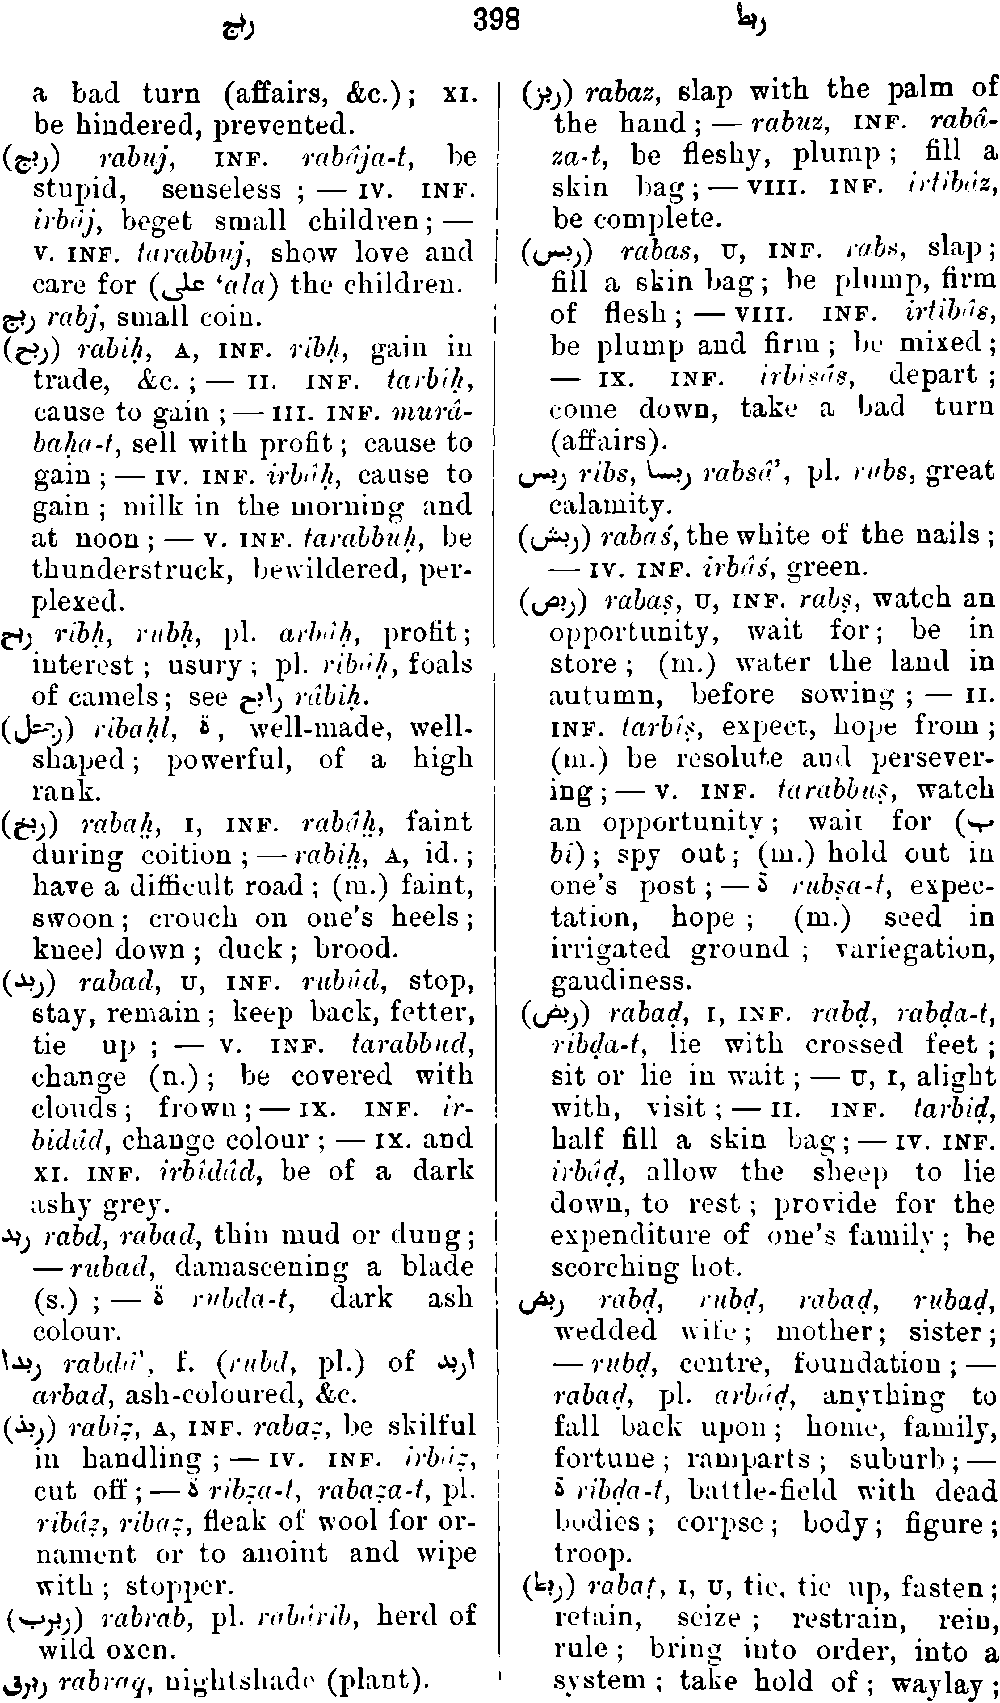 ربج
398
ربط
a bad turn (affairs, &c.); XI.
be hindered, prevented.
(ربج) rabuj, INF. rabâja-t, be
stupid, senseless ; — IV. INF.
irbâj, beget small children; —
V. INF. tarabbuj, show love and
care for (على ‘ala) the children.
ربج rabj, small coin.
(ربح) rabiḥ, A, INF. ribḥ, gain in
trade, &c. ; — II. INF. tarbîḥ,
cause to gain ; — III. INF. murâ-
baḥa-t, sell with profit; cause to
gain ; — IV. INF. irbâḥ, cause to
gain ; milk in the morning and
at noon ; — V. INF. tarabbuḥ, be
thunderstruck, bewildered, per-
plexed.
ربح ribḥ, rabḥ, pl. arbâḥ, profit;
interest ; usury ; pl. ribâḥ, foals
of camels; see رابح râbiḥ.
(ربحل) ribaḥl, ة, well-made, well-
shaped; powerful, of a high
rank.
(ربخ) rabaḫ, I, INF. rabâḫ, faint
during coition ; — rabiḫ, A, id. ;
have a difficult road ; (m.) faint,
swoon; crouch on one's heels;
kneel down ; duck ; brood.
(ربد) rabad, U, INF. rubûd, stop,
stay, remain ; keep back, fetter,
tie up ; — V. INF. tarabbud,
change (n.) ; be covered with
clouds; frown; — IX. INF. ir-
bidâd, change colour ; — IX. and
XI. INF. irbîdâd, be of a dark
ashy grey.
ربد rabd, rabad, thin mud or dung;
— rubad, damascening a blade
(s.) ; — ة rubda-t, dark ash
colour.
ربدا rabdâ', f. (rubd, pl.) of اربد
arbad, ash-coloured, &c.
(ربذ) rabiẕ, A, INF. rabaẕ, be skilful
in handling ; — IV. INF. irbâẕ,
cut off ; — ة ribẕa-t, rabaẕa-t, pl.
ribâẕ, ribaẕ, fleak of wool for or-
nament or to anoint and wipe
with ; stopper.
(ربرب) rabrab, pl. rabârib, herd of
wild oxen.
ربرق rabraq, nightshade (plant).
(ربز) rabaz, slap with the palm of
the hand ; — rabuz, INF. rabâ-
za-t, be fleshy, plump ; fill a
skin bag; — VIII. INF. irtibâz,
be complete.
(ربس) rabas, U, INF. rabs, slap;
fill a skin bag; be plump, firm
of flesh ; — VIII. INF. irtibâs,
be plump and firm ; be mixed;
— IX. INF. irbisâs, depart ;
come down, take a bad turn
(affairs).
ربس ribs, ربسا rabsâ', pl. rubs, great
calamity.
(ربش) rabaś, the white of the nails ;
— IV. INF. irbâś, green.
(ربص) rabaṣ, U, INF. rabṣ, watch an
opportunity, wait for; be in
store ; (m.) water the land in
autumn, before sowing ; — II.
INF. tarbîṣ, expect, hope from ;
(m.) be resolute and persever-
ing ; — V. INF. tarabbuṣ, watch
an opportunity; wait for (ب
bi) ; spy out; (m.) hold out in
one's post ; — ة rubṣa-t, expec-
tation, hope ; (m.) seed in
irrigated ground ; variegation,
gaudiness.
(ربض) rabaḍ, I, INF. rabḍ, rabḍa-t,
ribḍa-t, lie with crossed feet ;
sit or lie in wait ; — U, I, alight
with, visit ; — II. INF. tarbîḍ,
half fill a skin bag; — IV. INF.
irbâḍ, allow the sheep to lie
down, to rest ; provide for the
expenditure of one's family ; be
scorching hot.
ربض rabḍ, rubḍ, rabaḍ, rubaḍ,
wedded wife; mother; sister;
— rubḍ, centre, foundation ; —
rabaḍ, pl. arbâḍ, anything to
fall back upon; home, family,
fortune ; ramparts ; suburb ; —
ة ribḍa-t, battle-field with dead
bodies; corpse; body; figure;
troop.
(ربط) rabaṭ, I, U, tie, tie up, fasten;
retain, seize ; restrain, rein,
rule ; bring into order, into a
system ; take hold of ; waylay ;